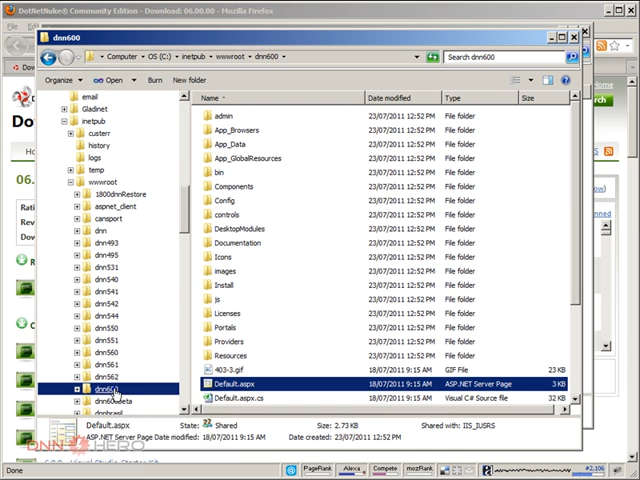 DotNetNuke® Community Edition - Download: 06.00.00 - Mozilla Firefox
dnn600
Computer ▸ OS (C:) ▸ inetpub ▸ wwwroot ▸ dnn600 ▸
Search dnn600
Organize
Open
Burn
New folder
Home
Name
Date modified
Type
Size
email
Gladinet
inetpub
custerr
history
logs
temp
wwwroot
1800dnnRestore
aspnet_client
cansport
dnn
dnn493
dnn495
dnn531
dnn540
dnn541
dnn542
dnn544
dnn550
dnn551
dnn560
dnn561
dnn562
dnn600
dnnbrasil
admin 23/07/2011 12:52 PM File folder
App_Browsers 23/07/2011 12:52 PM File folder
App_Data 23/07/2011 12:52 PM File folder
App_GlobalResources 23/07/2011 12:52 PM File folder
bin 23/07/2011 12:52 PM File folder
Components 23/07/2011 12:52 PM File folder
Config 23/07/2011 12:52 PM File folder
controls 23/07/2011 12:52 PM File folder
DesktopModules 23/07/2011 12:52 PM File folder
Documentation 23/07/2011 12:52 PM File folder
Icons 23/07/2011 12:52 PM File folder
images 23/07/2011 12:52 PM File folder
Install 23/07/2011 12:52 PM File folder
js 23/07/2011 12:52 PM File folder
Licenses 23/07/2011 12:52 PM File folder
Portals 23/07/2011 12:52 PM File folder
Providers 23/07/2011 12:52 PM File folder
Resources 23/07/2011 12:52 PM File folder
403-3.gif 18/07/2011 9:15 AM GIF File 23 KB
Default.aspx 18/07/2011 9:15 AM ASP.NET Server Page 3 KB
Default.aspx.cs 18/07/2011 9:15 AM Visual C# Source file 32 KB
Default.aspx State: Shared Shared with: IIS_IUSRS
ASP.NET Server Page Date modified: 18/07/2011 9:15 AM Size: 2.73 KB Date created: 23/07/2011 12:52 PM
DNN HERO
Done
PageRank
Alexa
Compete
mozRank
#2,106